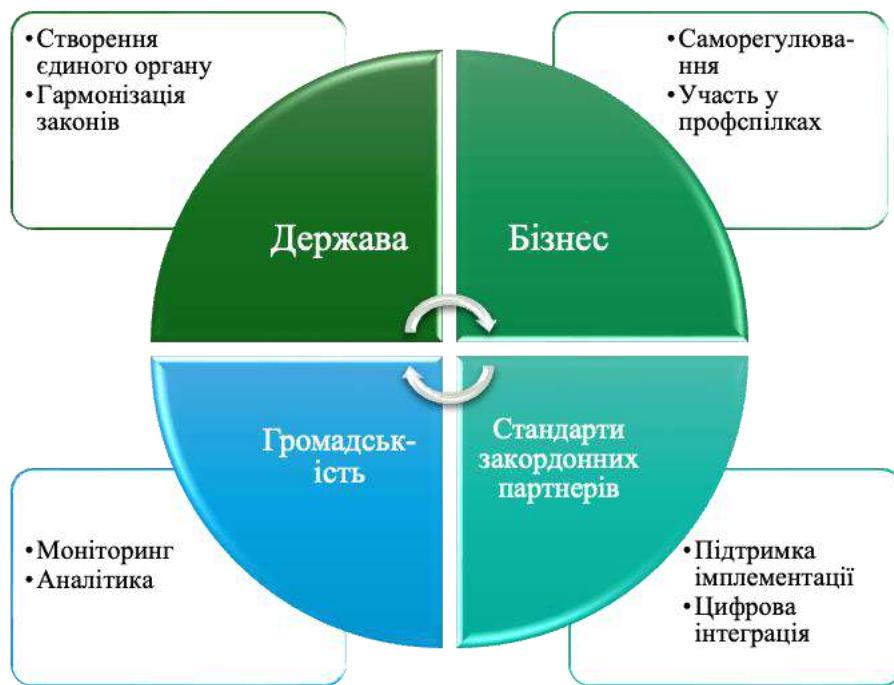 •Створення
єдиного органу
•Гармонізація
законів
•Саморегулюва-
ння
•Участь у
профспілках
Держава
Бізнес
Громадськ-
ість
Стандарти
закордонних
партнерів
•Моніторинг
•Аналітика
•Підтримка
імплементації
•Цифрова
інтеграція